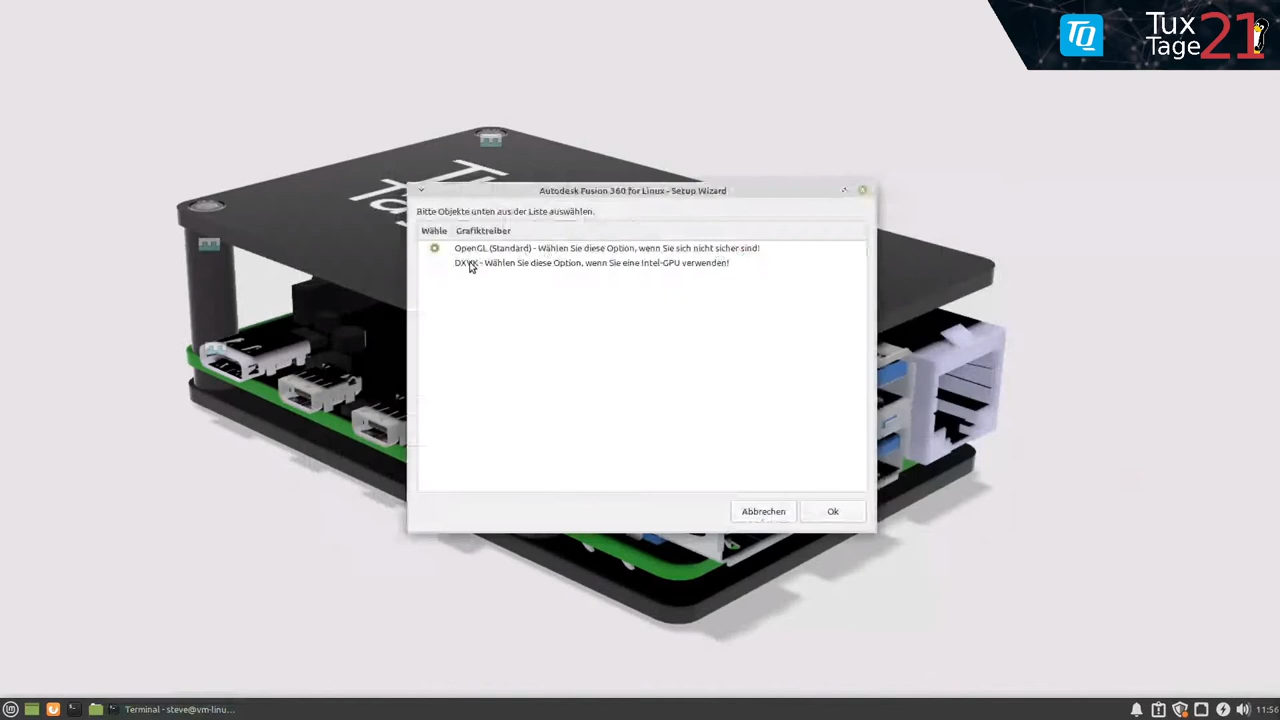 TQ
Tux
Tage 21
Autodesk Fusion 360 for Linux - Setup Wizard
Bitte Objekte unten aus der Liste auswählen.
Wähle Grafiktreiber
OpenGL (Standard) - Wählen Sie diese Option, wenn Sie sich nicht sicher sind!
DXVK - Wählen Sie diese Option, wenn Sie eine Intel-GPU verwenden!
Abbrechen Ok
Terminal - steve@vm-linu...
11:56